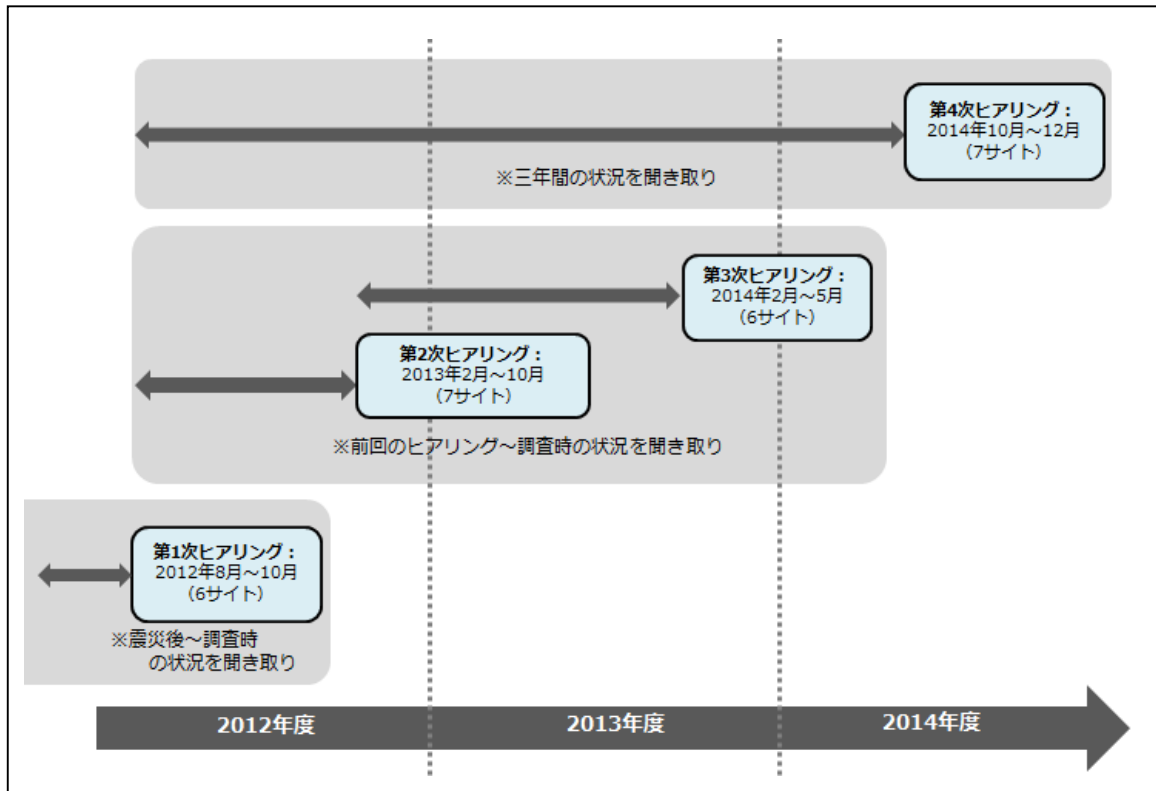 第4次ヒアリング：
2014年10月～12月
（7サイト）
※三年間の状況を聞き取り
第3次ヒアリング：
2014年2月～5月
（6サイト）
第2次ヒアリング：
2013年2月～10月
（7サイト）
※前回のヒアリング～調査時の状況を聞き取り
第1次ヒアリング：
2012年8月～10月
（6サイト）
※震災後～調査時
の状況を聞き取り
2012年度
2013年度
2014年度